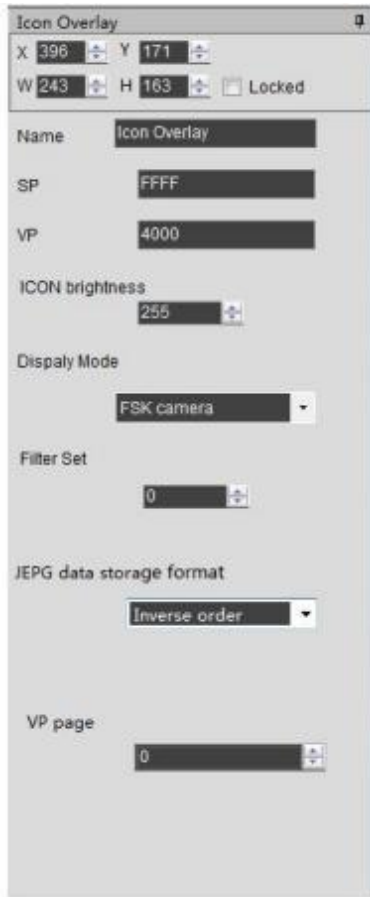 Icon Overlay
X 396 Y 171
W 243 H 163 Locked
Name Icon Overlay
SP FFFF
VP 4000
ICON brightness
255
Dispaly Mode
FSK camera
Filter Set
0
JEPG data storage format
Inverse order
VP page
0